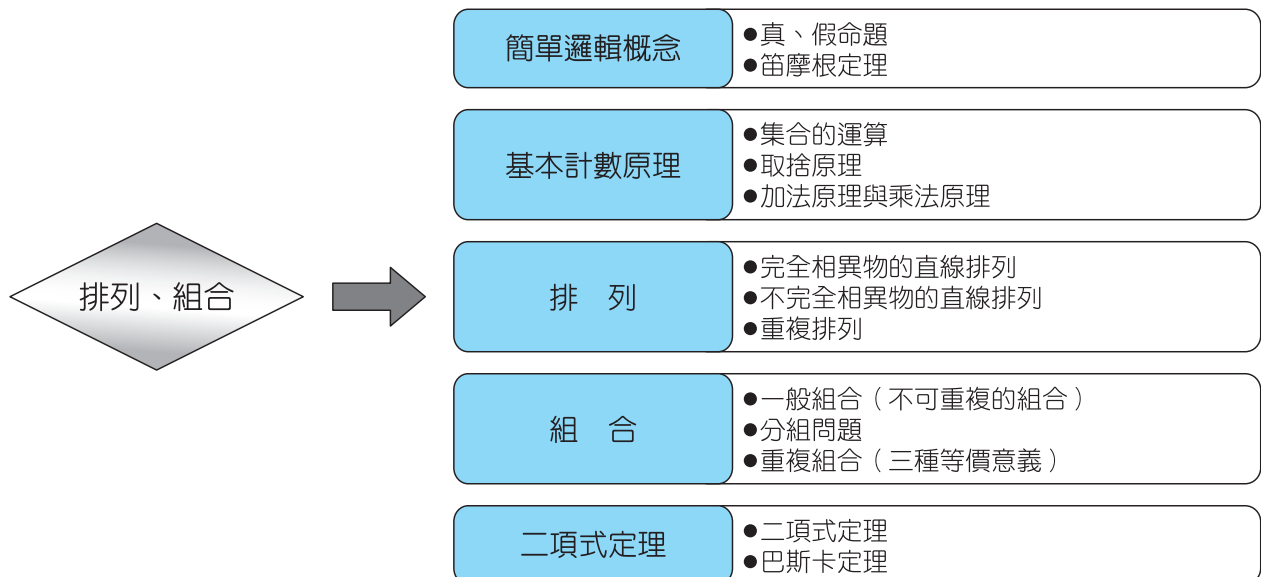 簡單邏輯概念
●真、假命題
●笛摩根定理
基本計數原理
●集合的運算
●取捨原理
●加法原理與乘法原理
排列、組合
排 列
●完全相異物的直線排列
●不完全相異物的直線排列
●重複排列
組 合
●一般組合（不可重複的組合）
●分組問題
●重複組合（三種等價意義）
二項式定理
●二項式定理
●巴斯卡定理